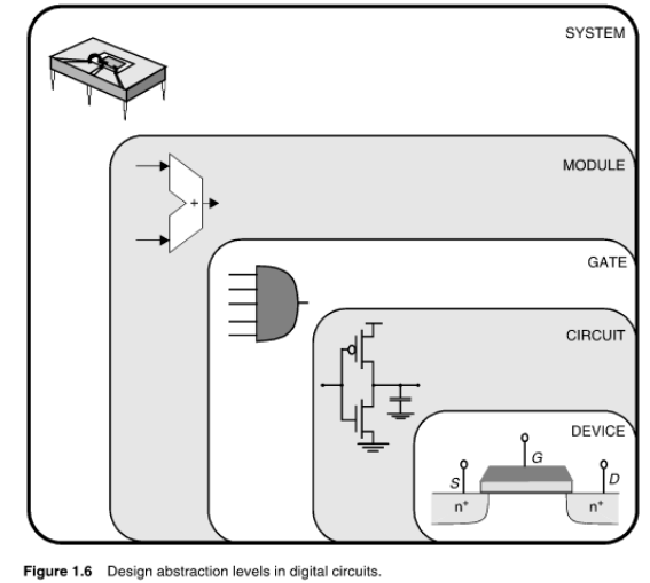 SYSTEM
MODULE
+
GATE
CIRCUIT
DEVICE
G
S
D
n+
n+
Figure 1.6 Design abstraction levels in digital circuits.